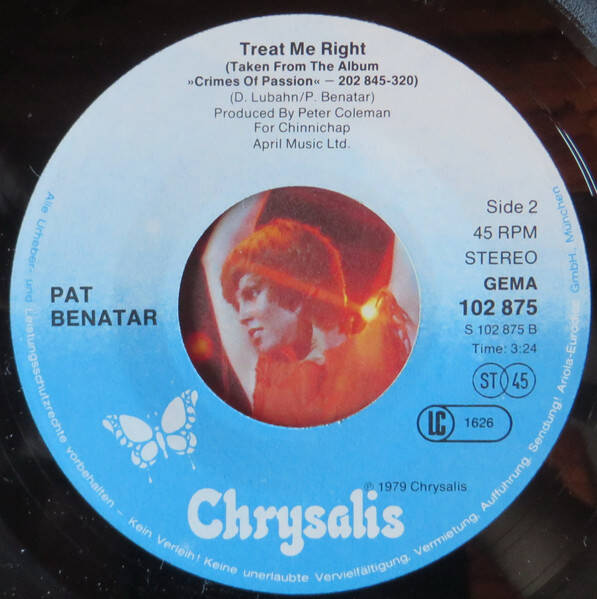 Treat Me Right
(Taken From The Album
»Crimes Of Passion« – 202 845-320)
(D. Lubahn/P. Benatar)
Produced By Peter Coleman
For Chinnichap
April Music Ltd.
PAT
BENATAR
Side 2
45 RPM
STEREO
GEMA
102 875
S 102 875 B
Time: 3:24
ST 45
LC 1626
℗ 1979 Chrysalis
Chrysalis
Alle Urheber- und Leistungsschutzrechte vorbehalten – Kein Verleih! Keine unerlaubte Vervielfältigung, Vermietung, Aufführung, Sendung! Ariola-Eurodisc GmbH., München